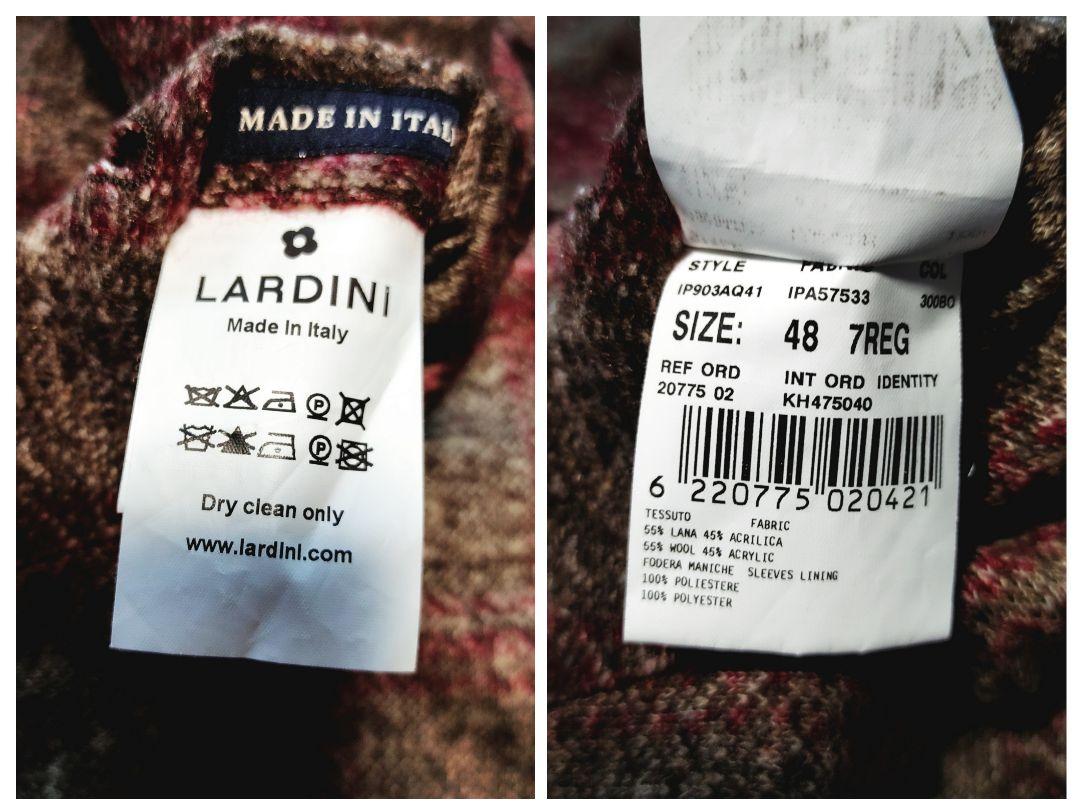 MADE IN ITALY
LARDINI
Made In Italy
P
P
Dry clean only
www.lardini.com
STYLE FABRIC COL
IP903AQ41 IPA57533 300BO
SIZE: 48 7REG
REF ORD INT ORD IDENTITY
20775 02 KH475040
6 220775 020421
TESSUTO FABRIC
55% LANA 45% ACRILICA
55% WOOL 45% ACRYLIC
FODERA MANICHE SLEEVES LINING
100% POLIESTERE
100% POLYESTER